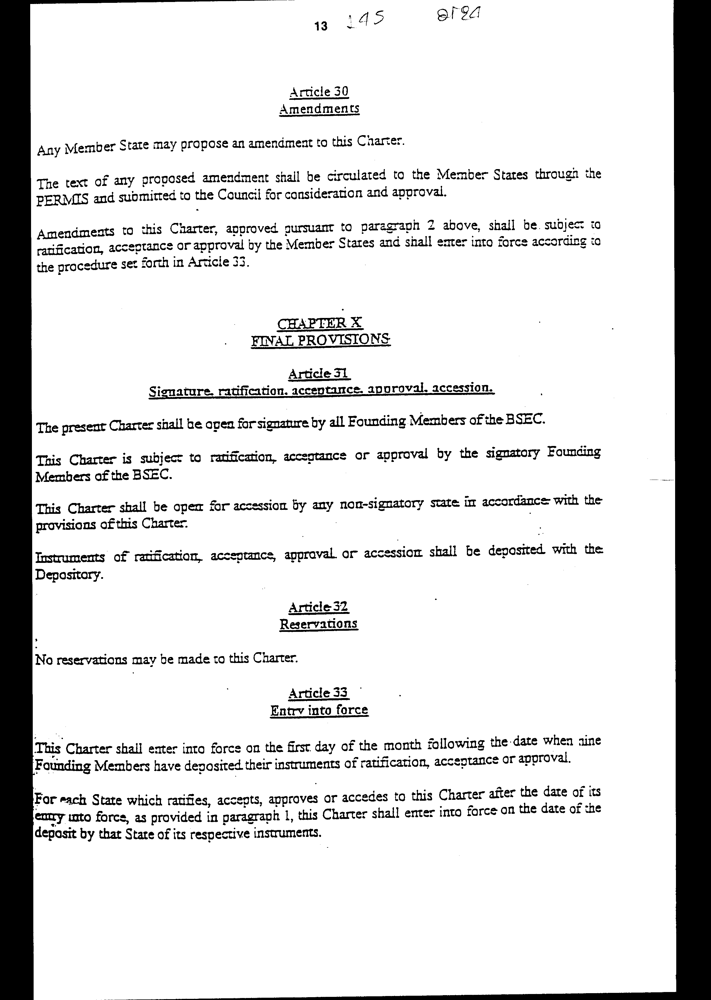 13 145
Article 30
Amendments
Any Member State may propose an amendment to this Charter.
The text of any proposed amendment shall be circulated to the Member States through the
PERMIS and submitted to the Council for consideration and approval.
Amendments to this Charter, approved pursuant to paragraph 2 above, shall be subject to
ratification, acceptance or approval by the Member States and shall enter into force according to
the procedure set forth in Article 33.
CHAPTER X
FINAL PROVISIONS
Article 31
Signature, ratification, acceptance, approval, accession.
The present Charter shall be open for signature by all Founding Members of the BSEC.
This Charter is subject to ratification, acceptance or approval by the signatory Founding
Members of the BSEC.
This Charter shall be open for accession by any non-signatory state in accordance with the
provisions of this Charter.
Instruments of ratification, acceptance, approval or accession shall be deposited with the
Depository.
Article 32
Reservations
No reservations may be made to this Charter.
Article 33
Entry into force
This Charter shall enter into force on the first day of the month following the date when nine
Founding Members have deposited their instruments of ratification, acceptance or approval.
For each State which ratifies, accepts, approves or accedes to this Charter after the date of its
entry into force, as provided in paragraph 1, this Charter shall enter into force on the date of the
deposit by that State of its respective instruments.